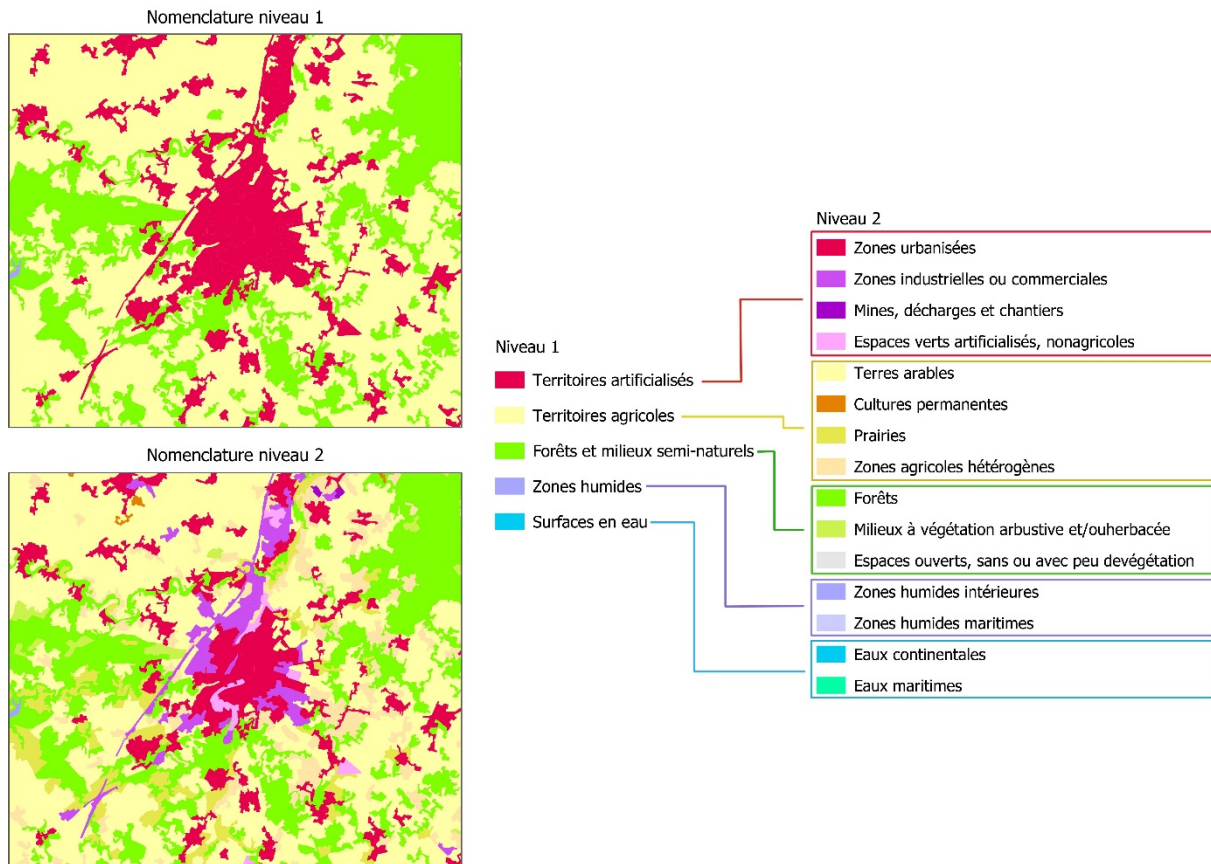 Nomenclature niveau 1
Nomenclature niveau 2
Niveau 1
Territoires artificialisés
Territoires agricoles
Forêts et milieux semi-naturels
Zones humides
Surfaces en eau
Niveau 2
Zones urbanisées
Zones industrielles ou commerciales
Mines, décharges et chantiers
Espaces verts artificialisés, nonagricoles
Terres arables
Cultures permanentes
Prairies
Zones agricoles hétérogènes
Forêts
Milieux à végétation arbustive et/ouherbacée
Espaces ouverts, sans ou avec peu devégétation
Zones humides intérieures
Zones humides maritimes
Eaux continentales
Eaux maritimes